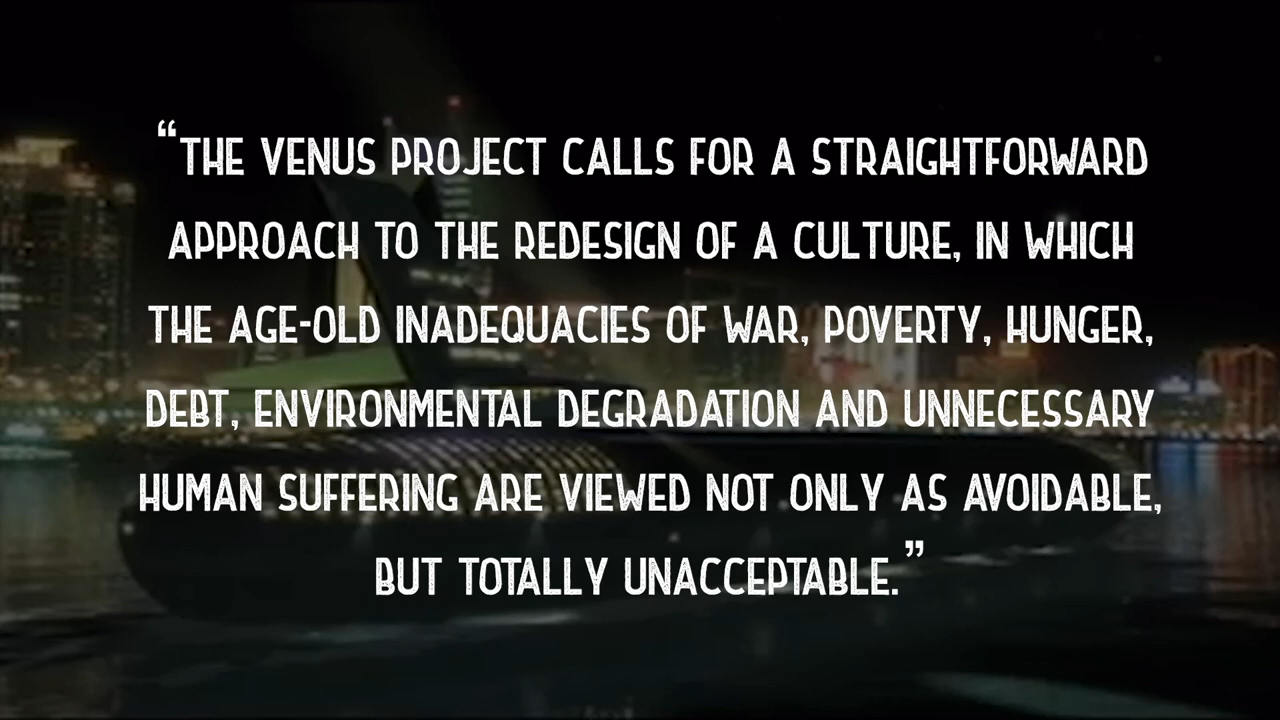 “THE VENUS PROJECT CALLS FOR A STRAIGHTFORWARD
APPROACH TO THE REDESIGN OF A CULTURE, IN WHICH
THE AGE-OLD INADEQUACIES OF WAR, POVERTY, HUNGER,
DEBT, ENVIRONMENTAL DEGRADATION AND UNNECESSARY
HUMAN SUFFERING ARE VIEWED NOT ONLY AS AVOIDABLE,
BUT TOTALLY UNACCEPTABLE.”